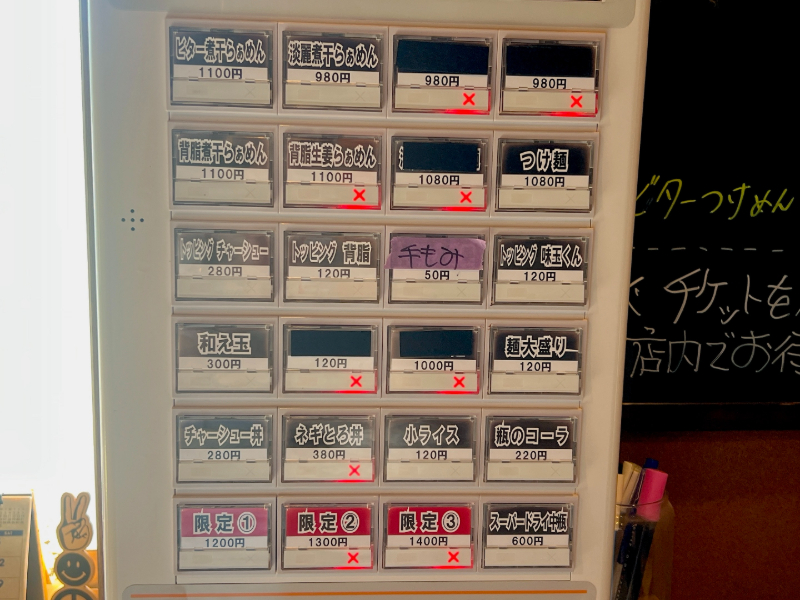 ビター煮干らぁめん
1100円
淡麗煮干らぁめん
980円
980円
×
980円
×
背脂煮干らぁめん
1100円
背脂生姜らぁめん
1100円
×
1080円
×
つけ麺
1080円
トッピング チャーシュー
280円
トッピング 背脂
120円
手もみ
50円
トッピング 味玉くん
120円
和え玉
300円
120円
×
1000円
×
麺大盛り
120円
チャーシュー丼
280円
ネギとろ丼
380円
×
小ライス
120円
瓶のコーラ
220円
限定①
1200円
限定②
1300円
×
限定③
1400円
×
スーパードライ中瓶
600円
ビターつけめん
チケットを
店内でお待